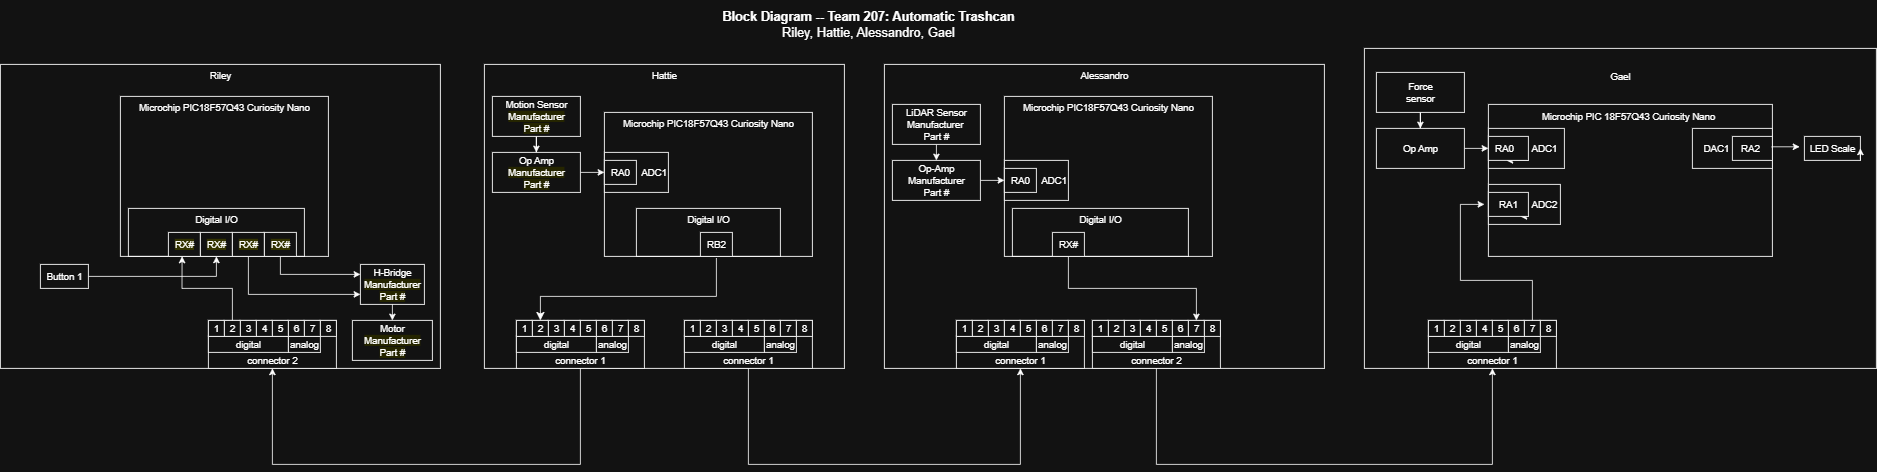 Block Diagram -- Team 207: Automatic Trashcan
Riley, Hattie, Alessandro, Gael
Riley
Microchip PIC18F57Q43 Curiosity Nano
Digital I/O
RX# RX# RX# RX#
Button 1
H-Bridge
Manufacturer
Part #
Motor
Manufacturer
Part #
1 2 3 4 5 6 7 8
digital analog
connector 2
Hattie
Motion Sensor
Manufacturer
Part #
Op Amp
Manufacturer
Part #
Microchip PIC18F57Q43 Curiosity Nano
RA0 ADC1
Digital I/O
RB2
1 2 3 4 5 6 7 8
digital analog
connector 1
1 2 3 4 5 6 7 8
digital analog
connector 1
Alessandro
LiDAR Sensor
Manufacturer
Part #
Op-Amp
Manufacturer
Part #
Microchip PIC18F57Q43 Curiosity Nano
RA0 ADC1
Digital I/O
RX#
1 2 3 4 5 6 7 8
digital analog
connector 1
1 2 3 4 5 6 7 8
digital analog
connector 2
Gael
Force
sensor
Op Amp
Microchip PIC 18F57Q43 Curiosity Nano
RA0 ADC1
RA1 ADC2
DAC1 RA2
LED Scale
1 2 3 4 5 6 7 8
digital analog
connector 1